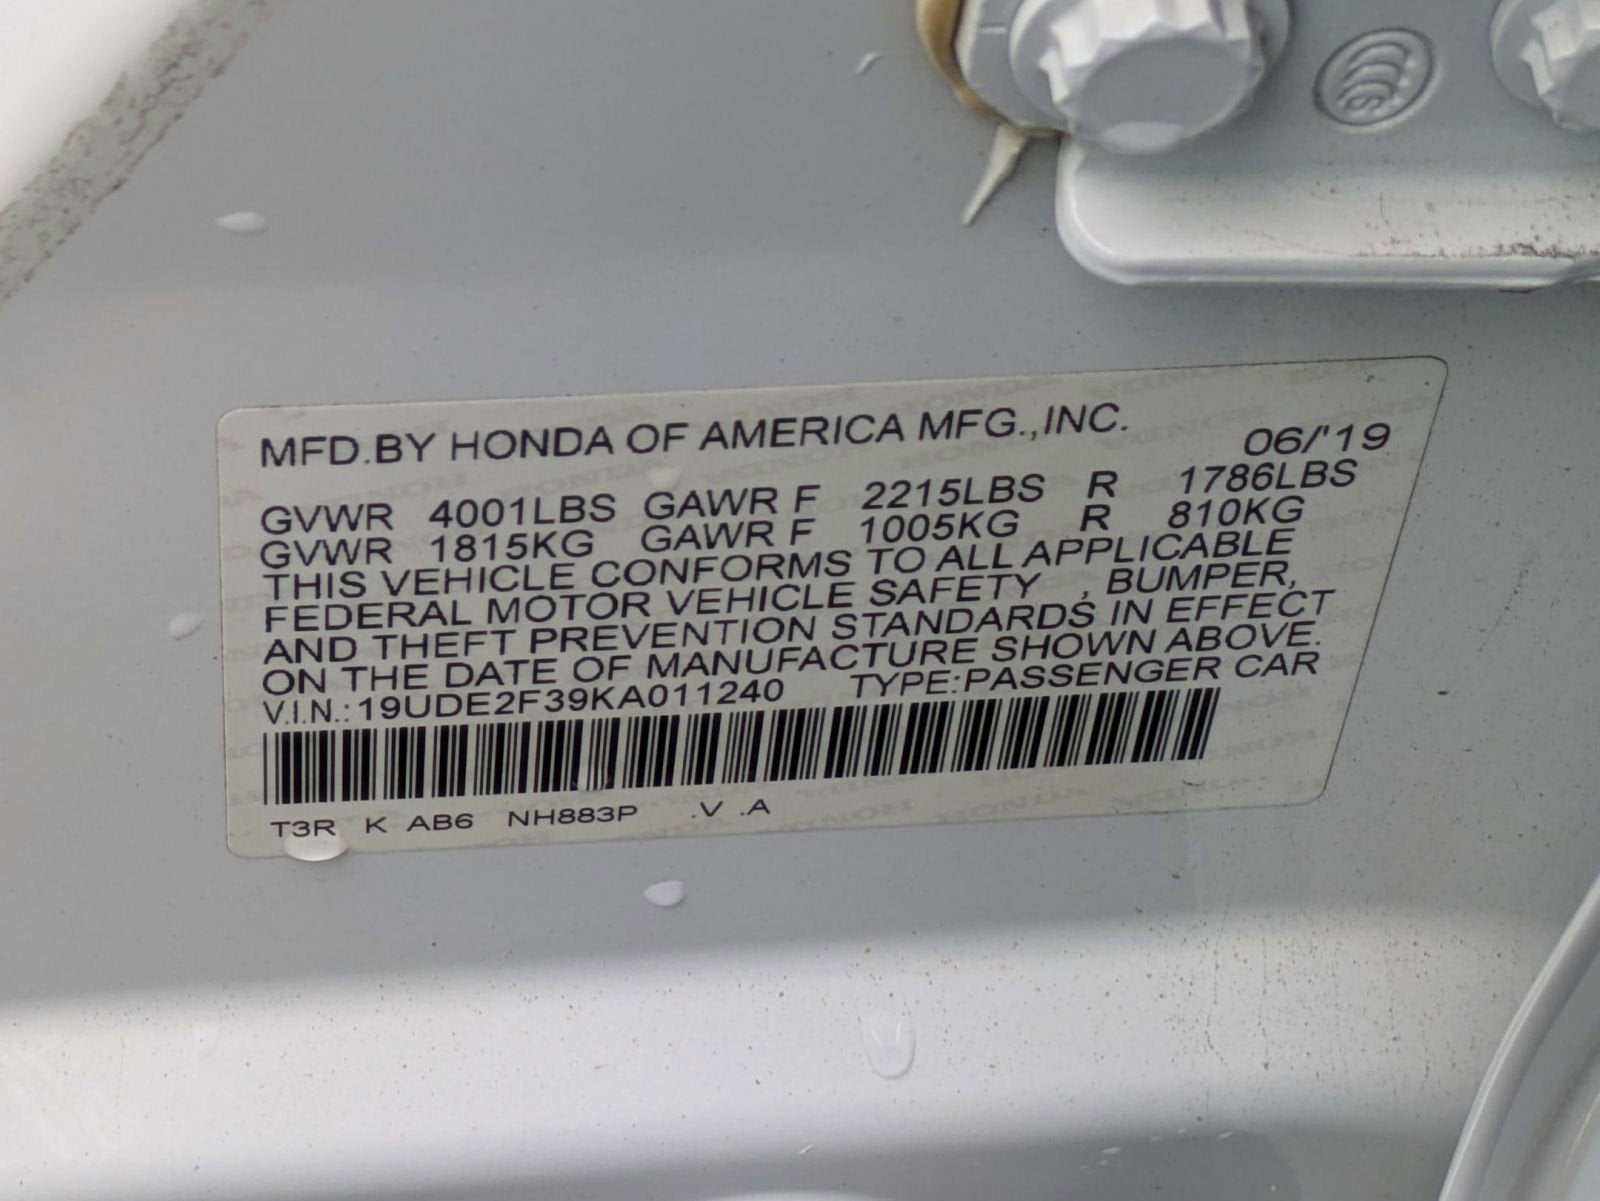 MFD.BY HONDA OF AMERICA MFG.,INC.
06/'19
GVWR 4001LBS GAWR F 2215LBS R 1786LBS
GVWR 1815KG GAWR F 1005KG R 810KG
THIS VEHICLE CONFORMS TO ALL APPLICABLE
FEDERAL MOTOR VEHICLE SAFETY , BUMPER,
AND THEFT PREVENTION STANDARDS IN EFFECT
ON THE DATE OF MANUFACTURE SHOWN ABOVE.
V.I.N.: 19UDE2F39KA011240 TYPE:PASSENGER CAR
T3R K AB6 NH883P .V .A